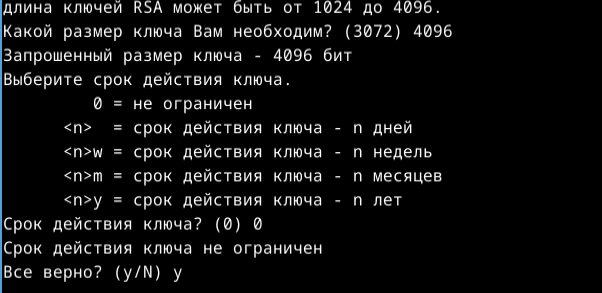 длина ключей RSA может быть от 1024 до 4096.
Какой размер ключа Вам необходим? (3072) 4096
Запрошенный размер ключа - 4096 бит
Выберите срок действия ключа.
         0 = не ограничен
      <n>  = срок действия ключа - n дней
      <n>w = срок действия ключа - n недель
      <n>m = срок действия ключа - n месяцев
      <n>y = срок действия ключа - n лет
Срок действия ключа? (0) 0
Срок действия ключа не ограничен
Все верно? (y/N) y